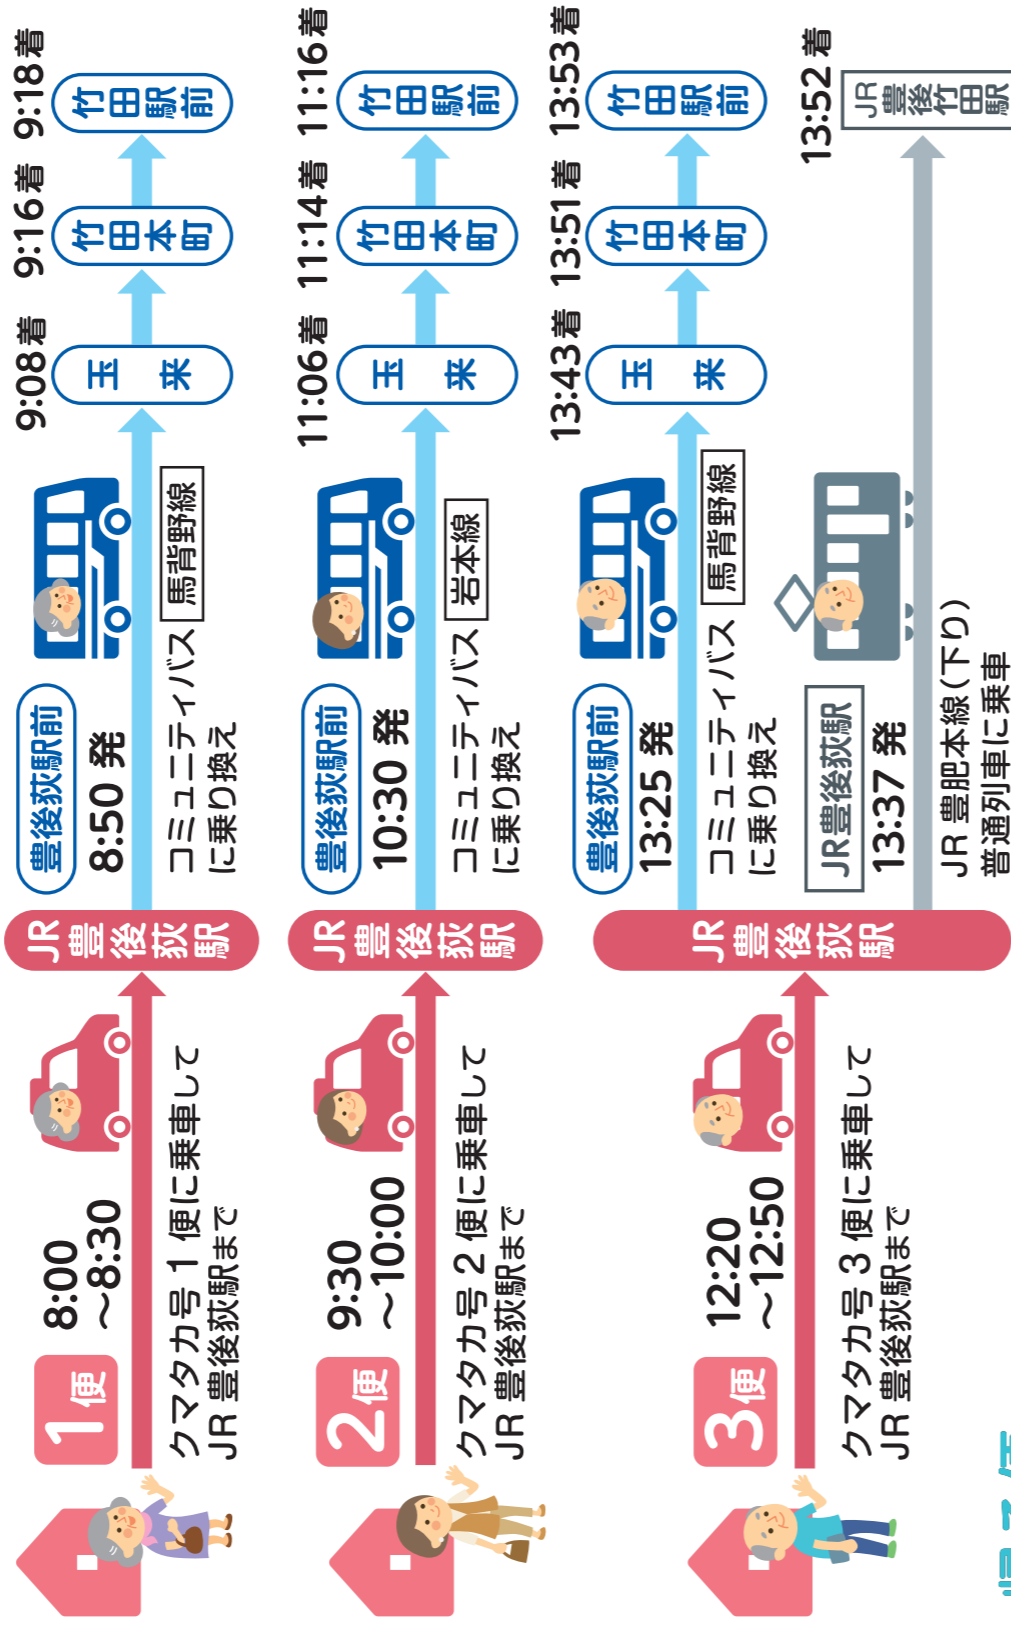 1便
8:00
～8:30
クマタカ号 1 便に乗車して
JR 豊後荻駅まで
JR
豊後荻駅
豊後荻駅前
8:50 発
コミュニティバス 馬背野線
に乗り換え
9:08着
玉来
9:16着
竹田本町
9:18着
竹田駅前
2便
9:30
～10:00
クマタカ号 2 便に乗車して
JR 豊後荻駅まで
JR
豊後荻駅
豊後荻駅前
10:30 発
コミュニティバス 岩本線
に乗り換え
11:06着
玉来
11:14着
竹田本町
11:16着
竹田駅前
3便
12:20
～12:50
クマタカ号 3 便に乗車して
JR 豊後荻駅まで
JR
豊後荻駅
豊後荻駅前
13:25 発
コミュニティバス 馬背野線
に乗り換え
13:43着
玉来
13:51着
竹田本町
13:53着
竹田駅前
JR豊後荻駅
13:37 発
JR 豊肥本線（下り）
普通列車に乗車
13:52 着
JR
豊後
竹田
駅